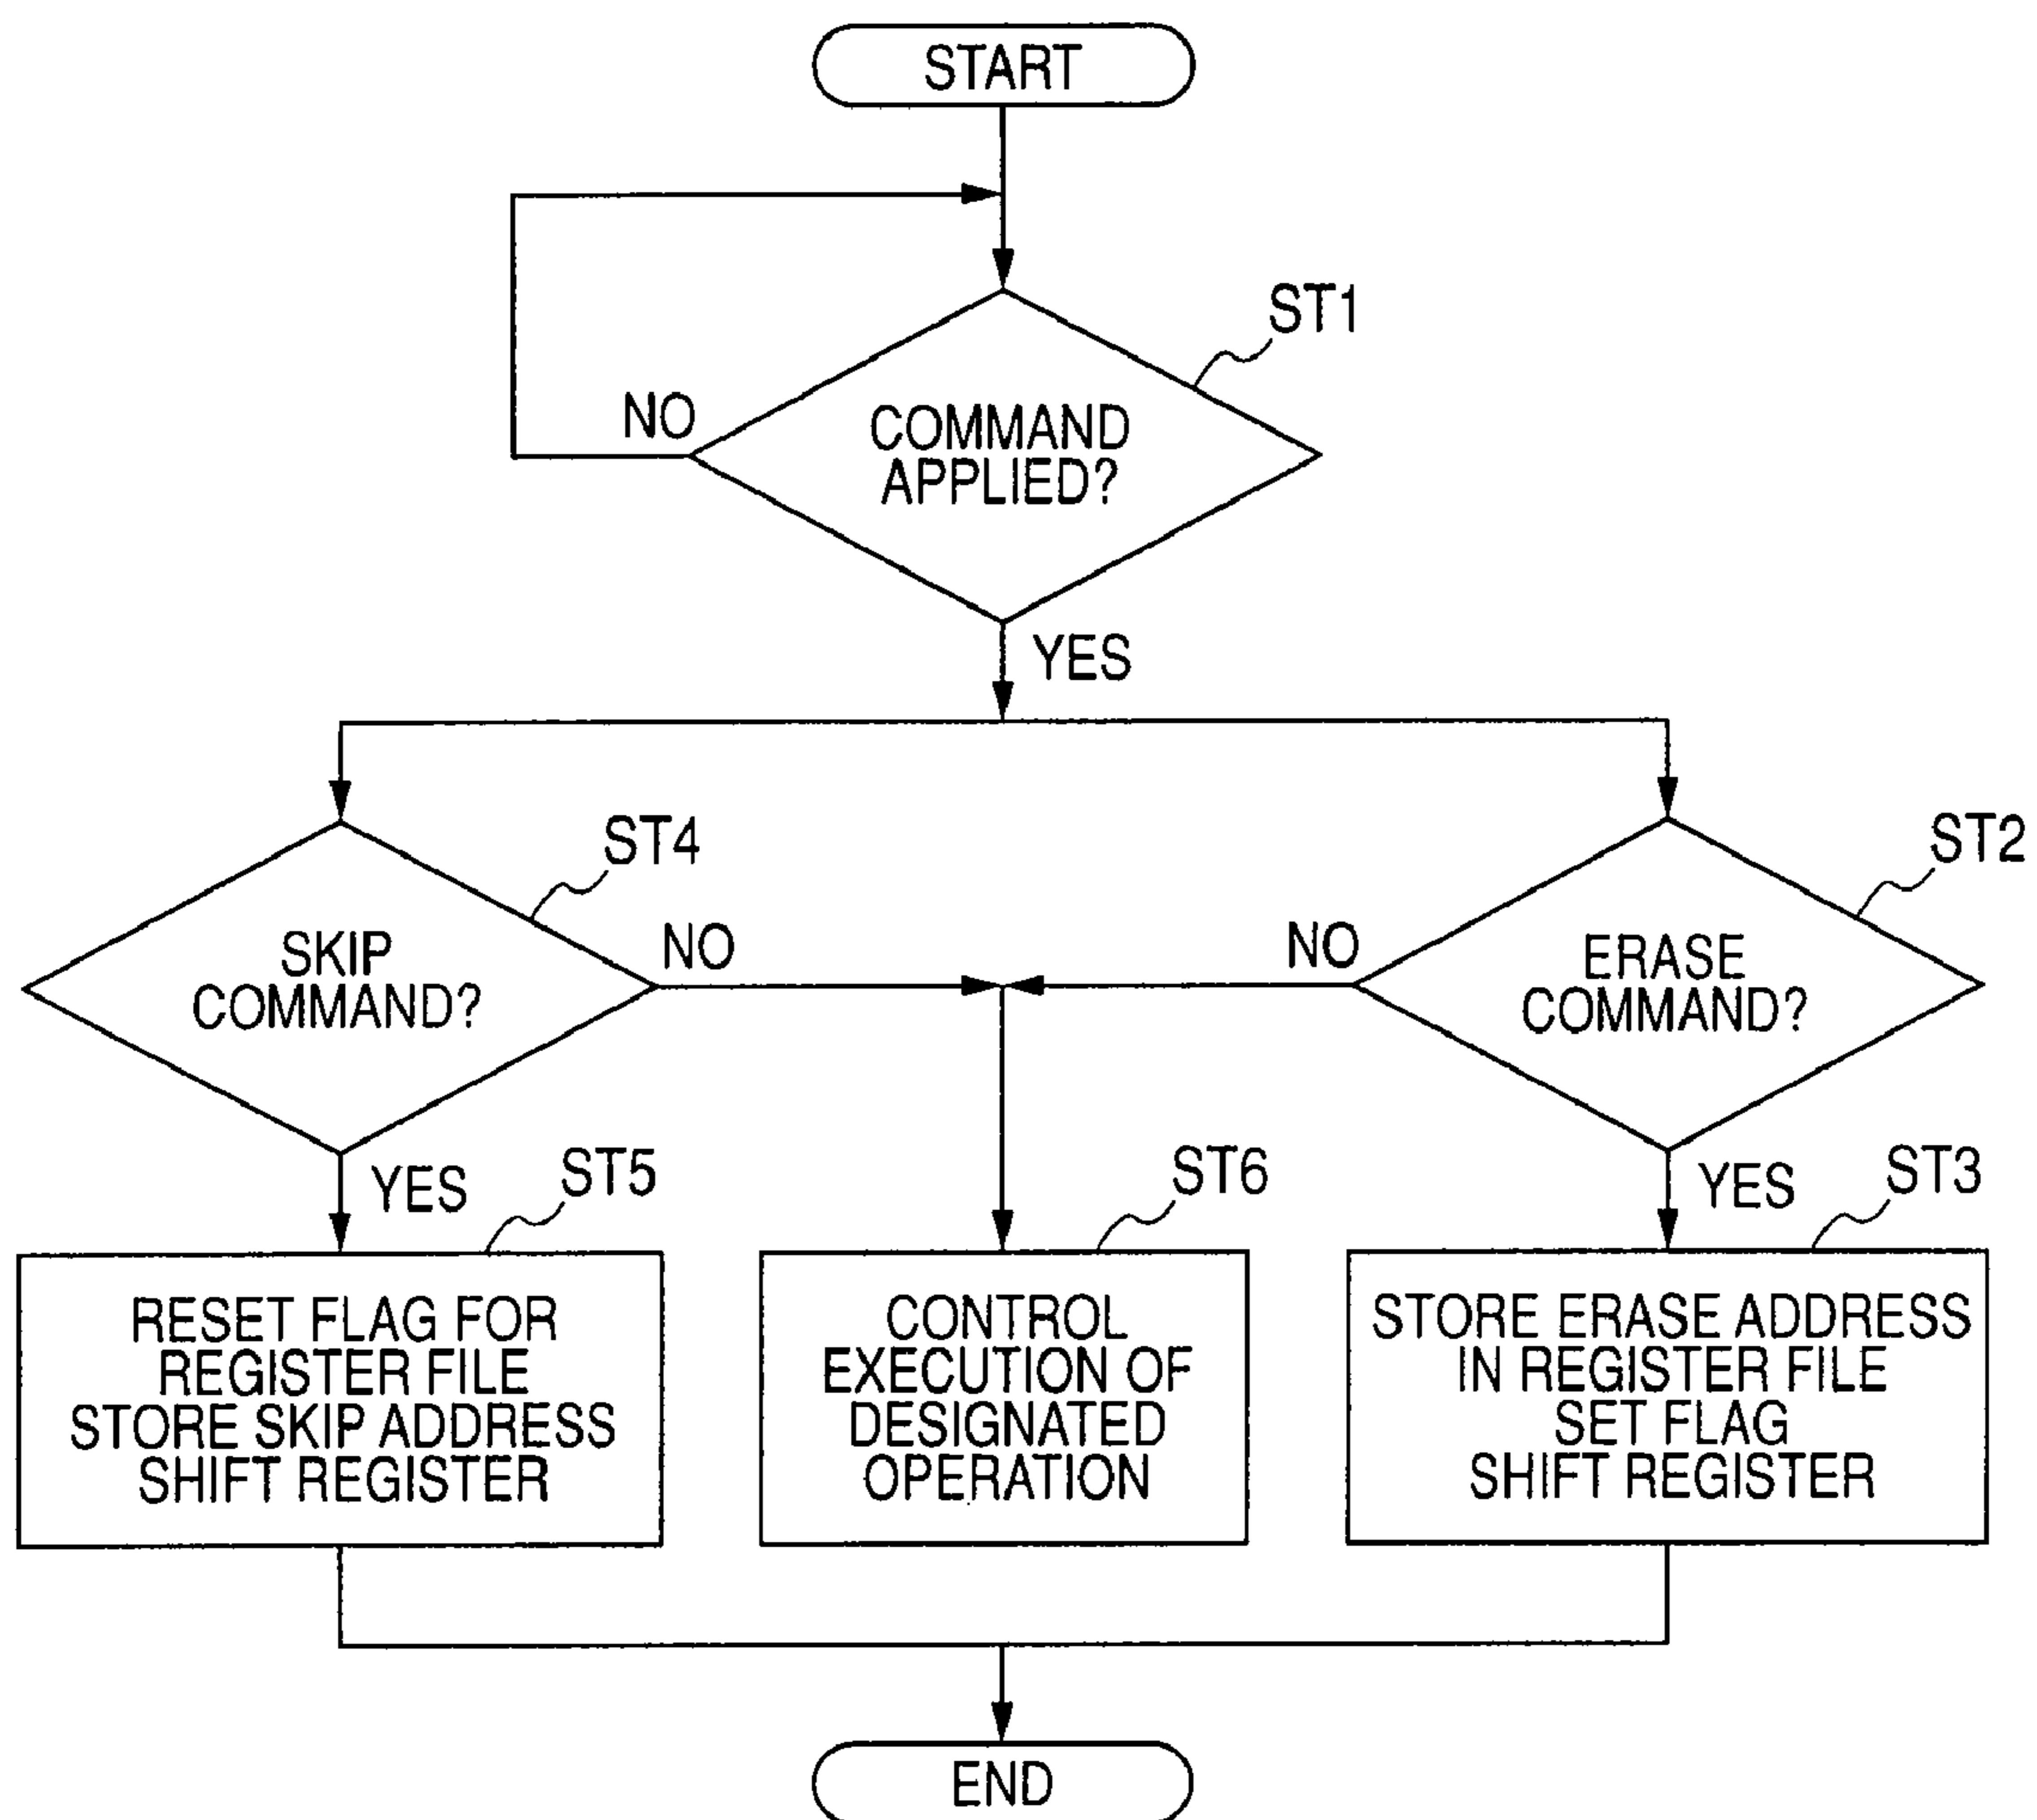 START
ST1
NO
COMMAND
APPLIED?
YES
ST4
ST2
SKIP
COMMAND?
NO
NO
ERASE
COMMAND?
YES
ST5
ST6
YES
ST3
RESET FLAG FOR
REGISTER FILE
STORE SKIP ADDRESS
SHIFT REGISTER
CONTROL
EXECUTION OF
DESIGNATED
OPERATION
STORE ERASE ADDRESS
IN REGISTER FILE
SET FLAG
SHIFT REGISTER
END